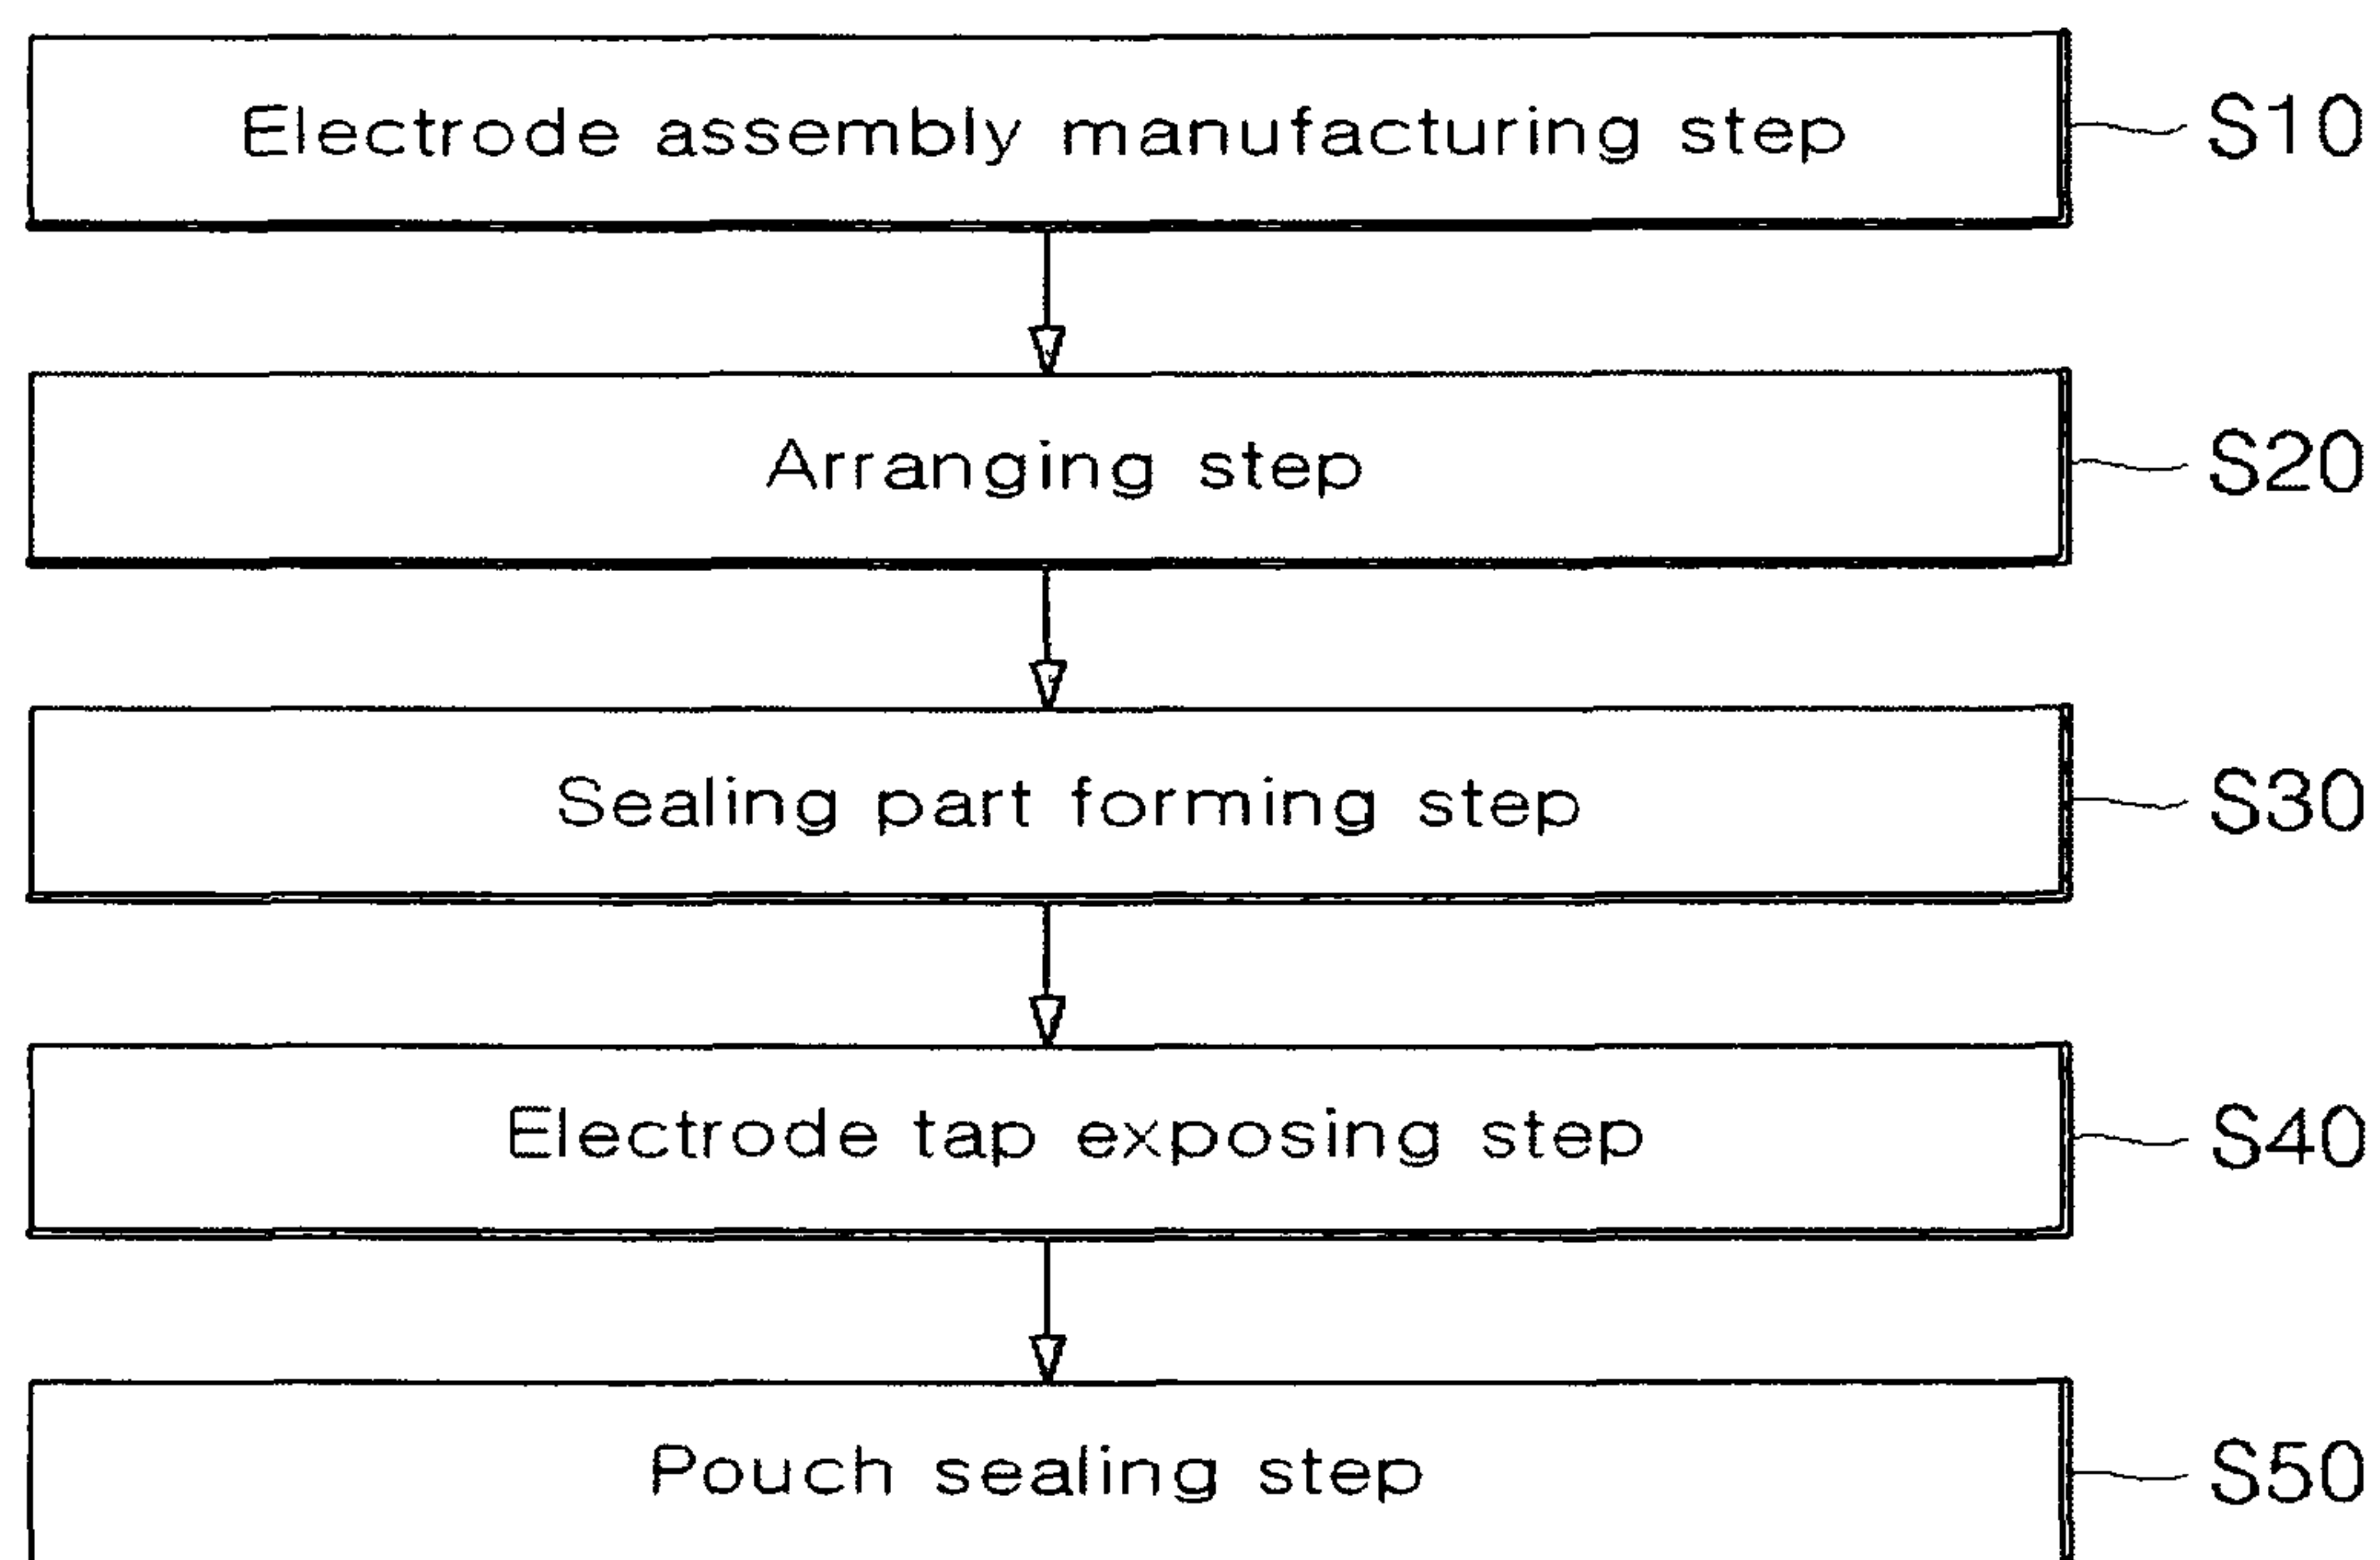 Electrode assembly manufacturing step S10
Arranging step S20
Sealing part forming step S30
Electrode tap exposing step S40
Pouch sealing step S50